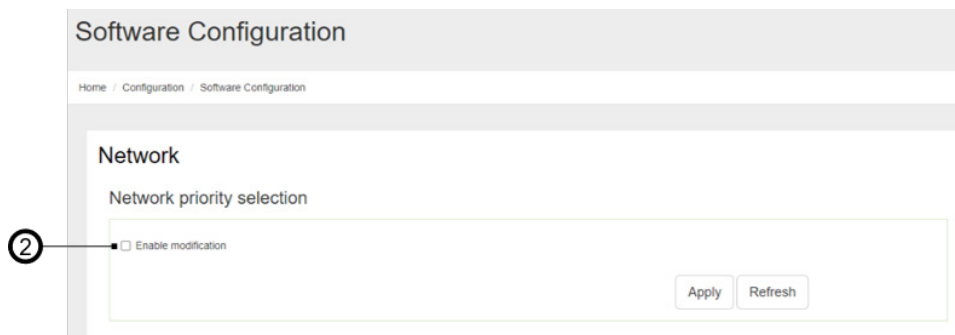 Software Configuration
Home / Configuration / Software Configuration
Network
Network priority selection
2
Enable modification
Apply Refresh